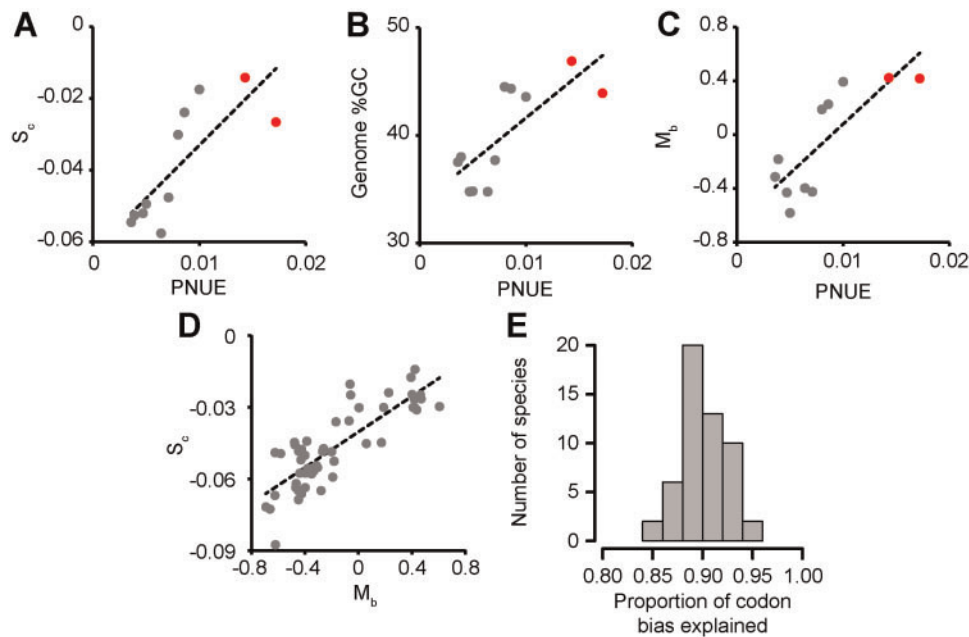 A
0
-0.02
-0.04
-0.06
S_c
0
0.01
0.02
PNUE
B
50
40
30
Genome %GC
0
0.01
0.02
PNUE
C
0.8
0.4
0
-0.4
-0.8
M_b
0
0.01
0.02
PNUE
D
0
-0.03
-0.06
-0.09
S_c
-0.8
-0.4
0
0.4
0.8
M_b
E
20
15
10
5
0
Number of species
0.80
0.85
0.90
0.95
1.00
Proportion of codon
bias explained